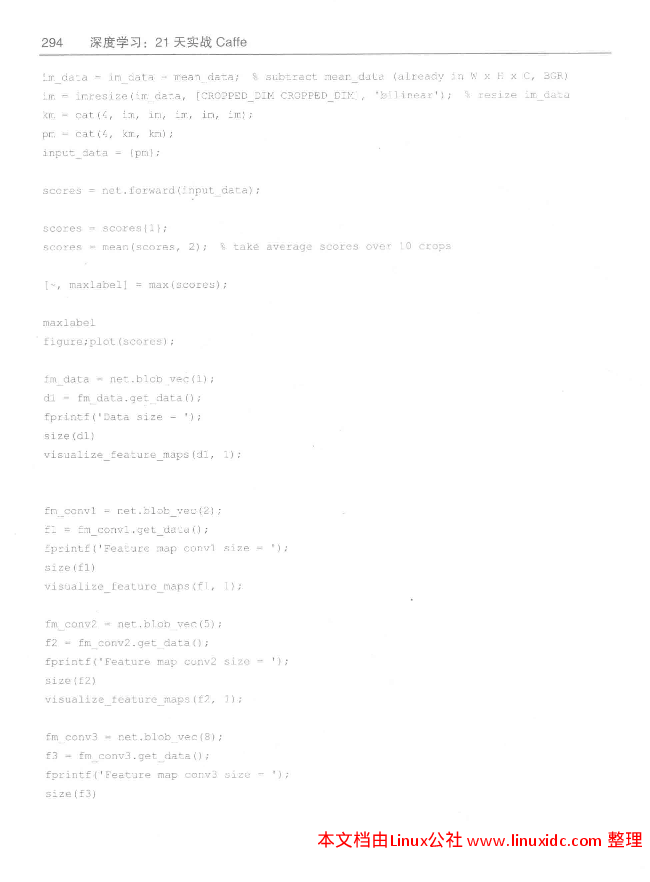 294 深度学习：21 天实战 Caffe
im_data = im_data - mean_data; % subtract mean_data (already in W x H x C, BGR)
im = imresize(im_data, [CROPPED_DIM CROPPED_DIM], 'bilinear'); % resize im_data
km = cat(4, im, im, im, im, im);
pm = cat(4, km, km);
input_data = {pm};
scores = net.forward(input_data);
scores = scores{1};
scores = mean(scores, 2); % take average scores over 10 crops
[~, maxlabel] = max(scores);
maxlabel
figure;plot(scores);
fm_data = net.blob_vec(1);
d1 = fm_data.get_data();
fprintf('Data size = ');
size(d1)
visualize_feature_maps(d1, 1);
fm_conv1 = net.blob_vec(2);
f1 = fm_conv1.get_data();
fprintf('Feature map conv1 size = ');
size(f1)
visualize_feature_maps(f1, 1);
fm_conv2 = net.blob_vec(5);
f2 = fm_conv2.get_data();
fprintf('Feature map conv2 size = ');
size(f2)
visualize_feature_maps(f2, 1);
fm_conv3 = net.blob_vec(8);
f3 = fm_conv3.get_data();
fprintf('Feature map conv3 size = ');
size(f3)
本文档由Linux公社 www.linuxidc.com 整理